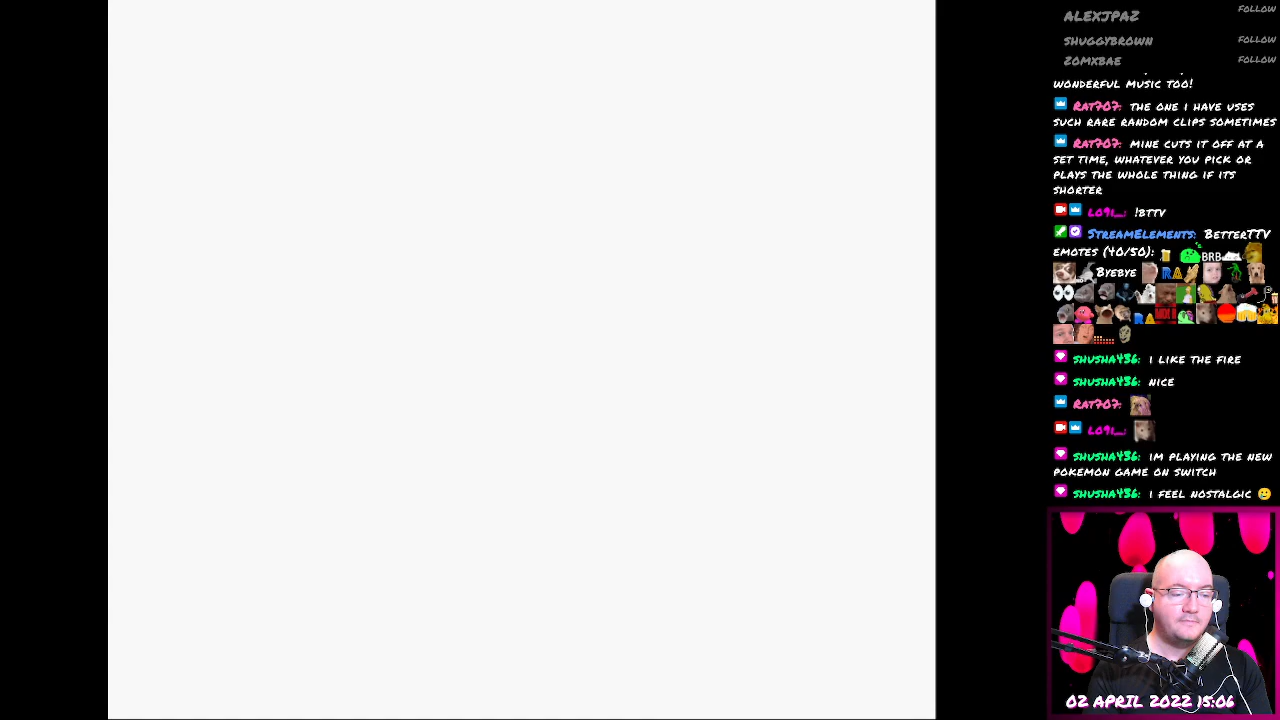 ALEXJPAZ FOLLOW
SHUGGYBROWN FOLLOW
ZOMXBAE FOLLOW
WONDERFUL MUSIC TOO!
RAT707: THE ONE I HAVE USES
SUCH RARE RANDOM CLIPS SOMETIMES
RAT707: MINE CUTS IT OFF AT A
SET TIME, WHATEVER YOU PICK OR
PLAYS THE WHOLE THING IF ITS
SHORTER
LO9I__: !BTTV
STREAMELEMENTS: BETTERTTV
EMOTES (40/50): BRB
BYEBYE
SHUSHA436: I LIKE THE FIRE
SHUSHA436: NICE
RAT707:
LO9I__:
SHUSHA436: IM PLAYING THE NEW
POKEMON GAME ON SWITCH
SHUSHA436: I FEEL NOSTALGIC 🥲
02 APRIL 2022 15:06